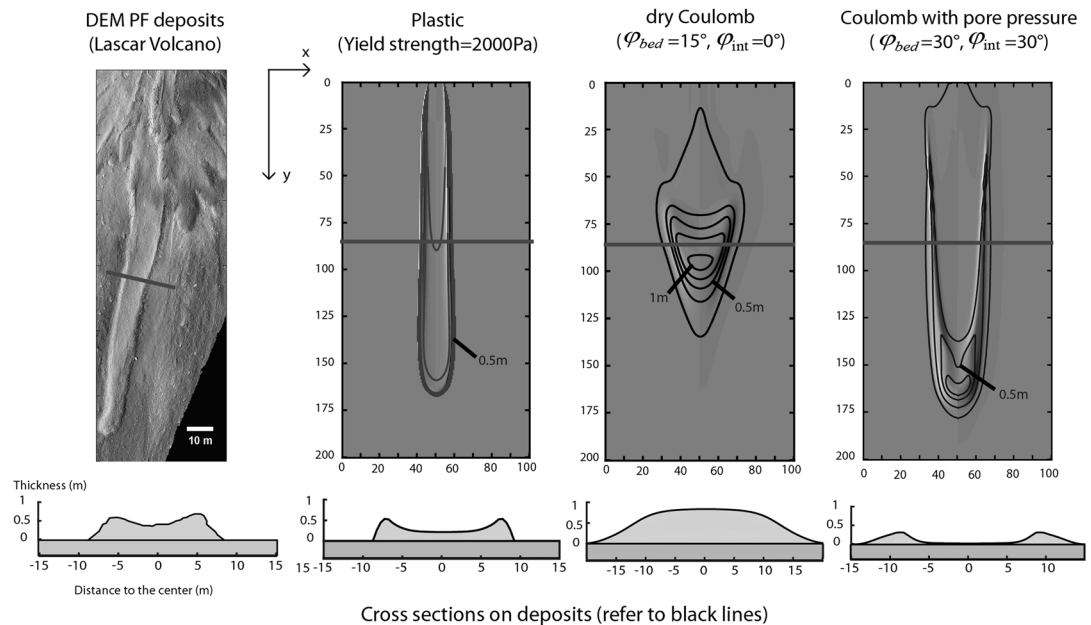 DEM PF deposits
(Lascar Volcano)
Plastic
(Yield strength=2000Pa)
dry Coulomb
(φbed=15°, φint=0°)
Coulomb with pore pressure
(φbed=30°, φint=30°)
x
y
10 m
0
25
50
75
100
125
150
175
200
0 20 40 60 80 100
0.5m
0
25
50
75
100
125
150
175
200
0 20 40 60 80 100
1m
0.5m
0
25
50
75
100
125
150
175
200
0 20 40 60 80 100
0.5m
Thickness (m)
1
0.5
0
-15 -10 -5 0 5 10 15
Distance to the center (m)
1
0.5
0
15 -15 -10 -5 0 5 10 15
1
0.5
0
-15 -10 -5 0 5 10 15
1
0.5
0
-15 -10 -5 0 5 10
Cross sections on deposits (refer to black lines)